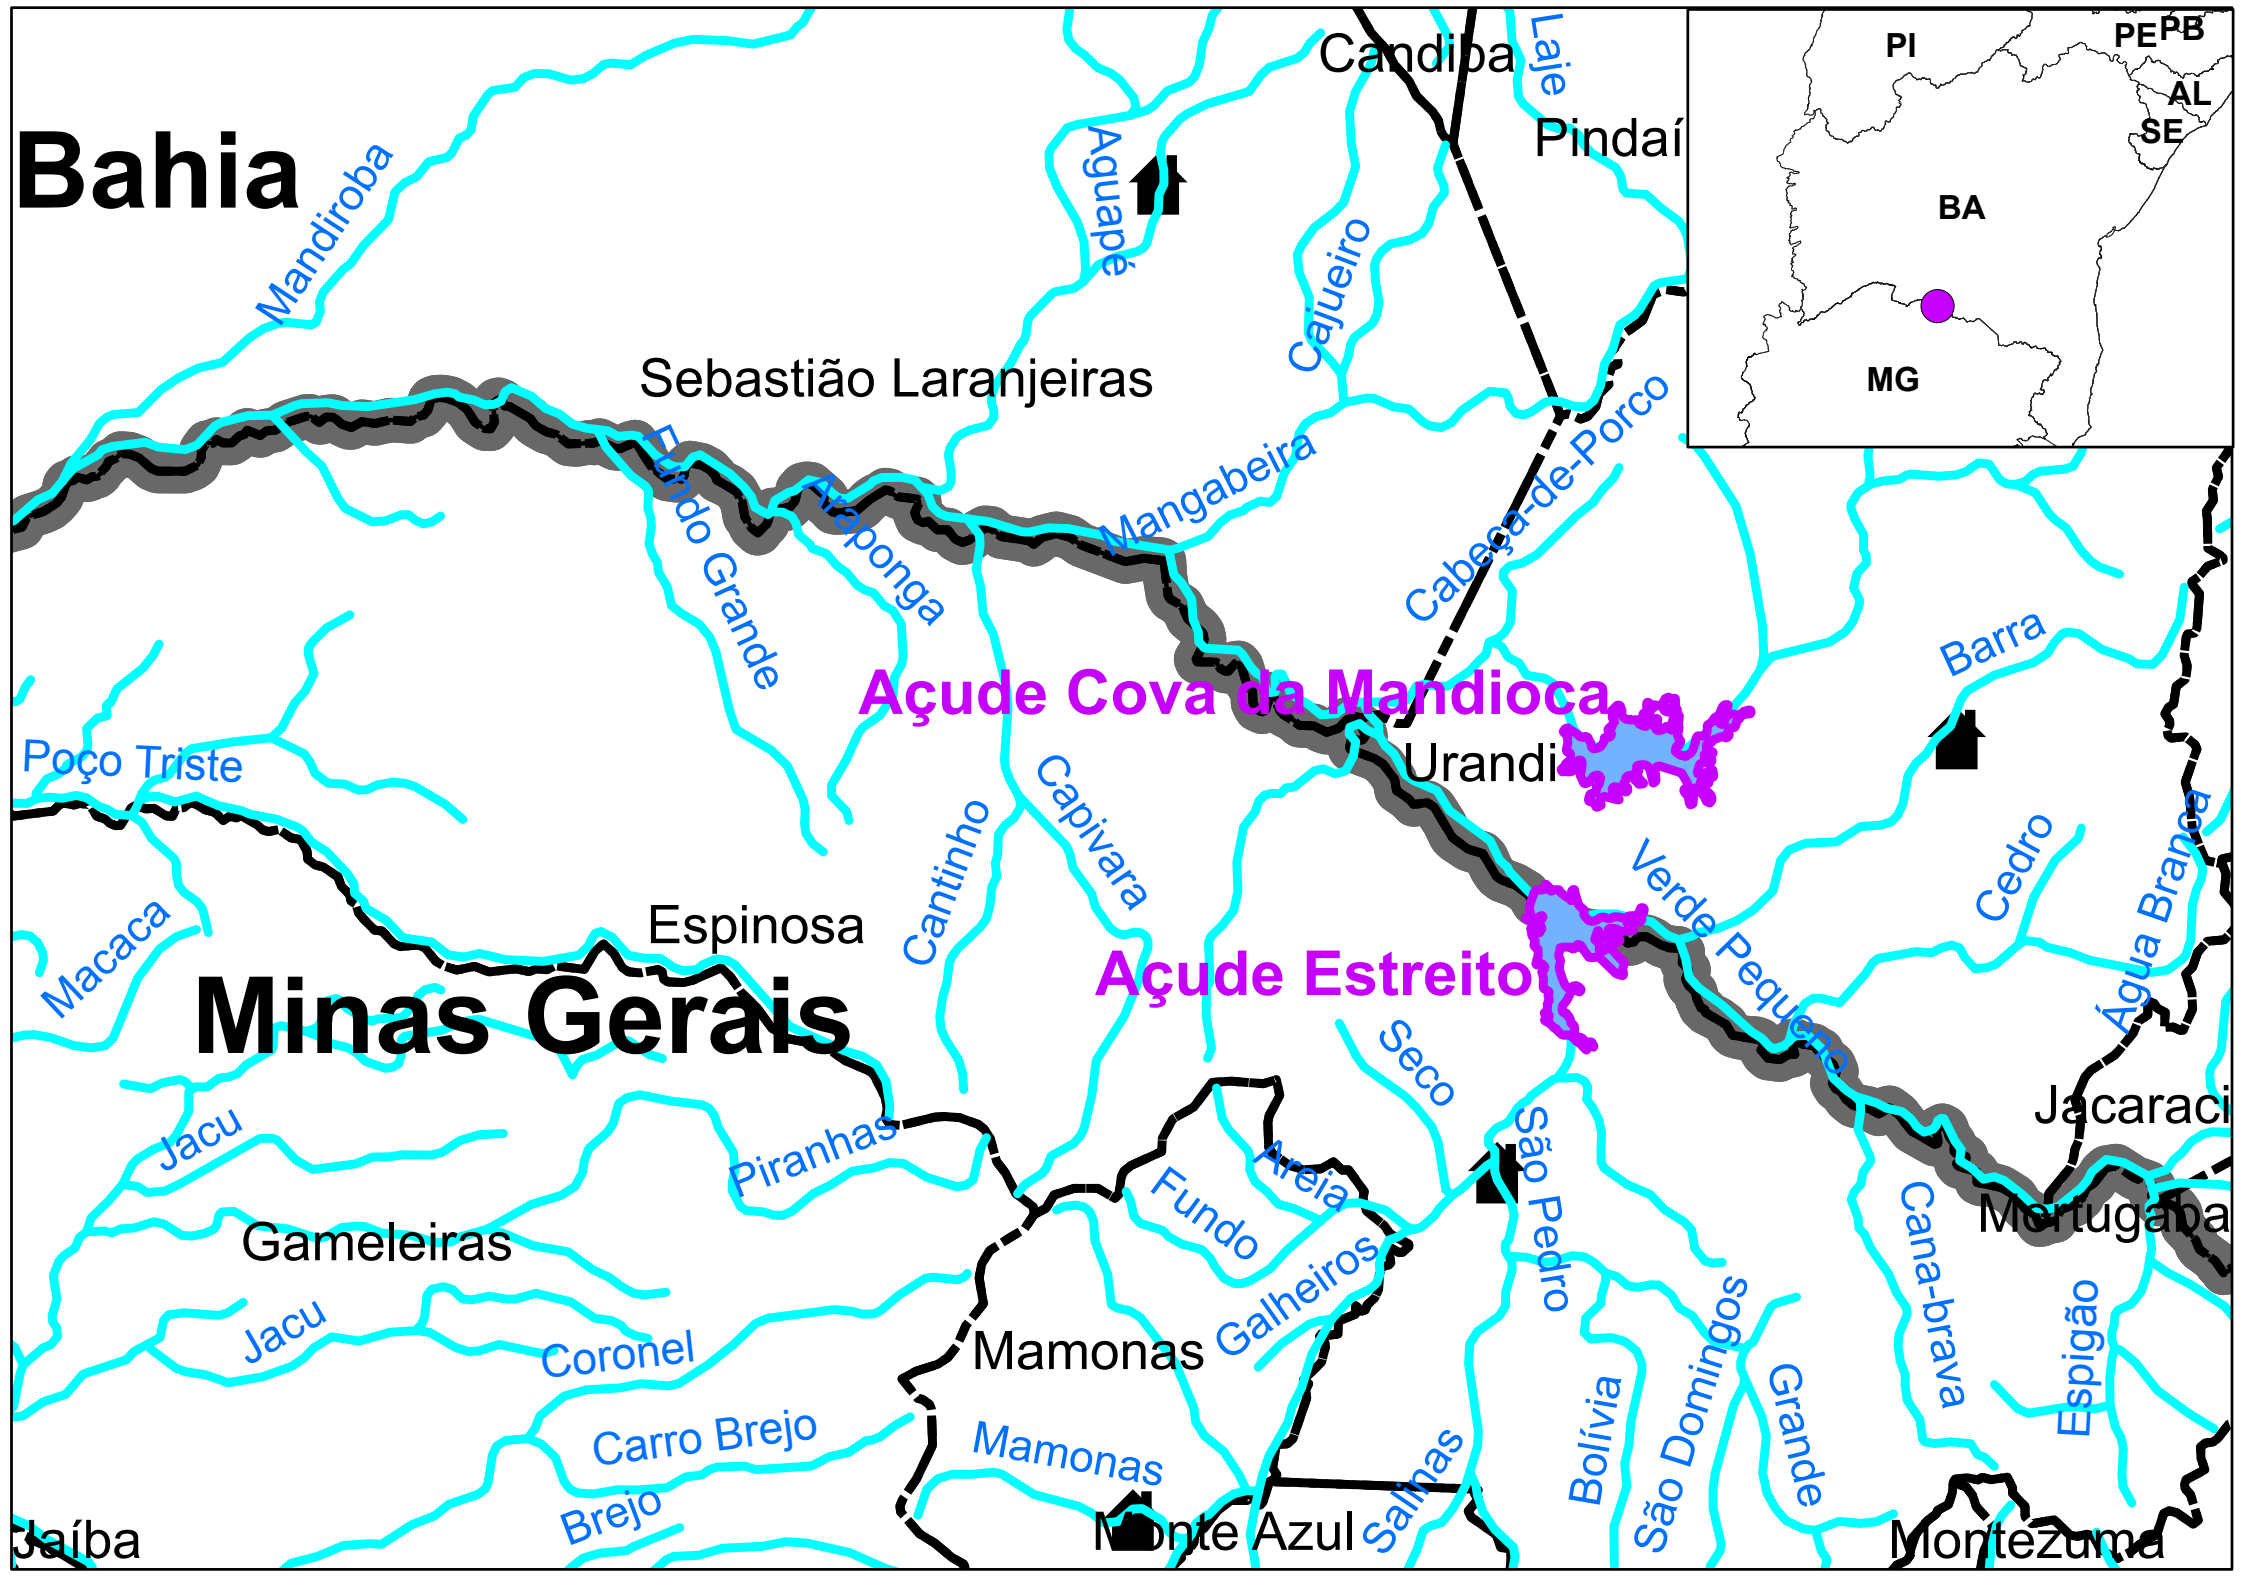 Candiba
Laje
PI
PE
PB
AL
SE
BA
MG
Pindaí
Bahia
Mandiroba
Aguapé
Cajueiro
Sebastião Laranjeiras
Cabeça-de-Porco
Mangabeira
Fundo Grande
Araponga
Barra
Açude Cova da Mandioca
Urandi
Poço Triste
Capivara
Cantinho
Verde Pequeno
Cedro
Água Branca
Macaca
Espinosa
Açude Estreito
Minas Gerais
Seco
Jacaraci
Jacu
Piranhas
Areia
São Pedro
Fundo
Cana-brava
Mortugaba
Gameleiras
Galheiros
Jacu
Coronel
Mamonas
São Domingos
Grande
Espigão
Bolívia
Carro Brejo
Mamonas
Salinas
Brejo
Jaíba
Monte Azul
Montezuma